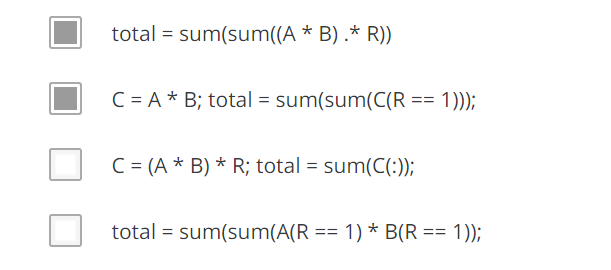 total = sum(sum((A * B) .* R))
C = A * B; total = sum(sum(C(R == 1)));
C = (A * B) * R; total = sum(C(:));
total = sum(sum(A(R == 1) * B(R == 1));